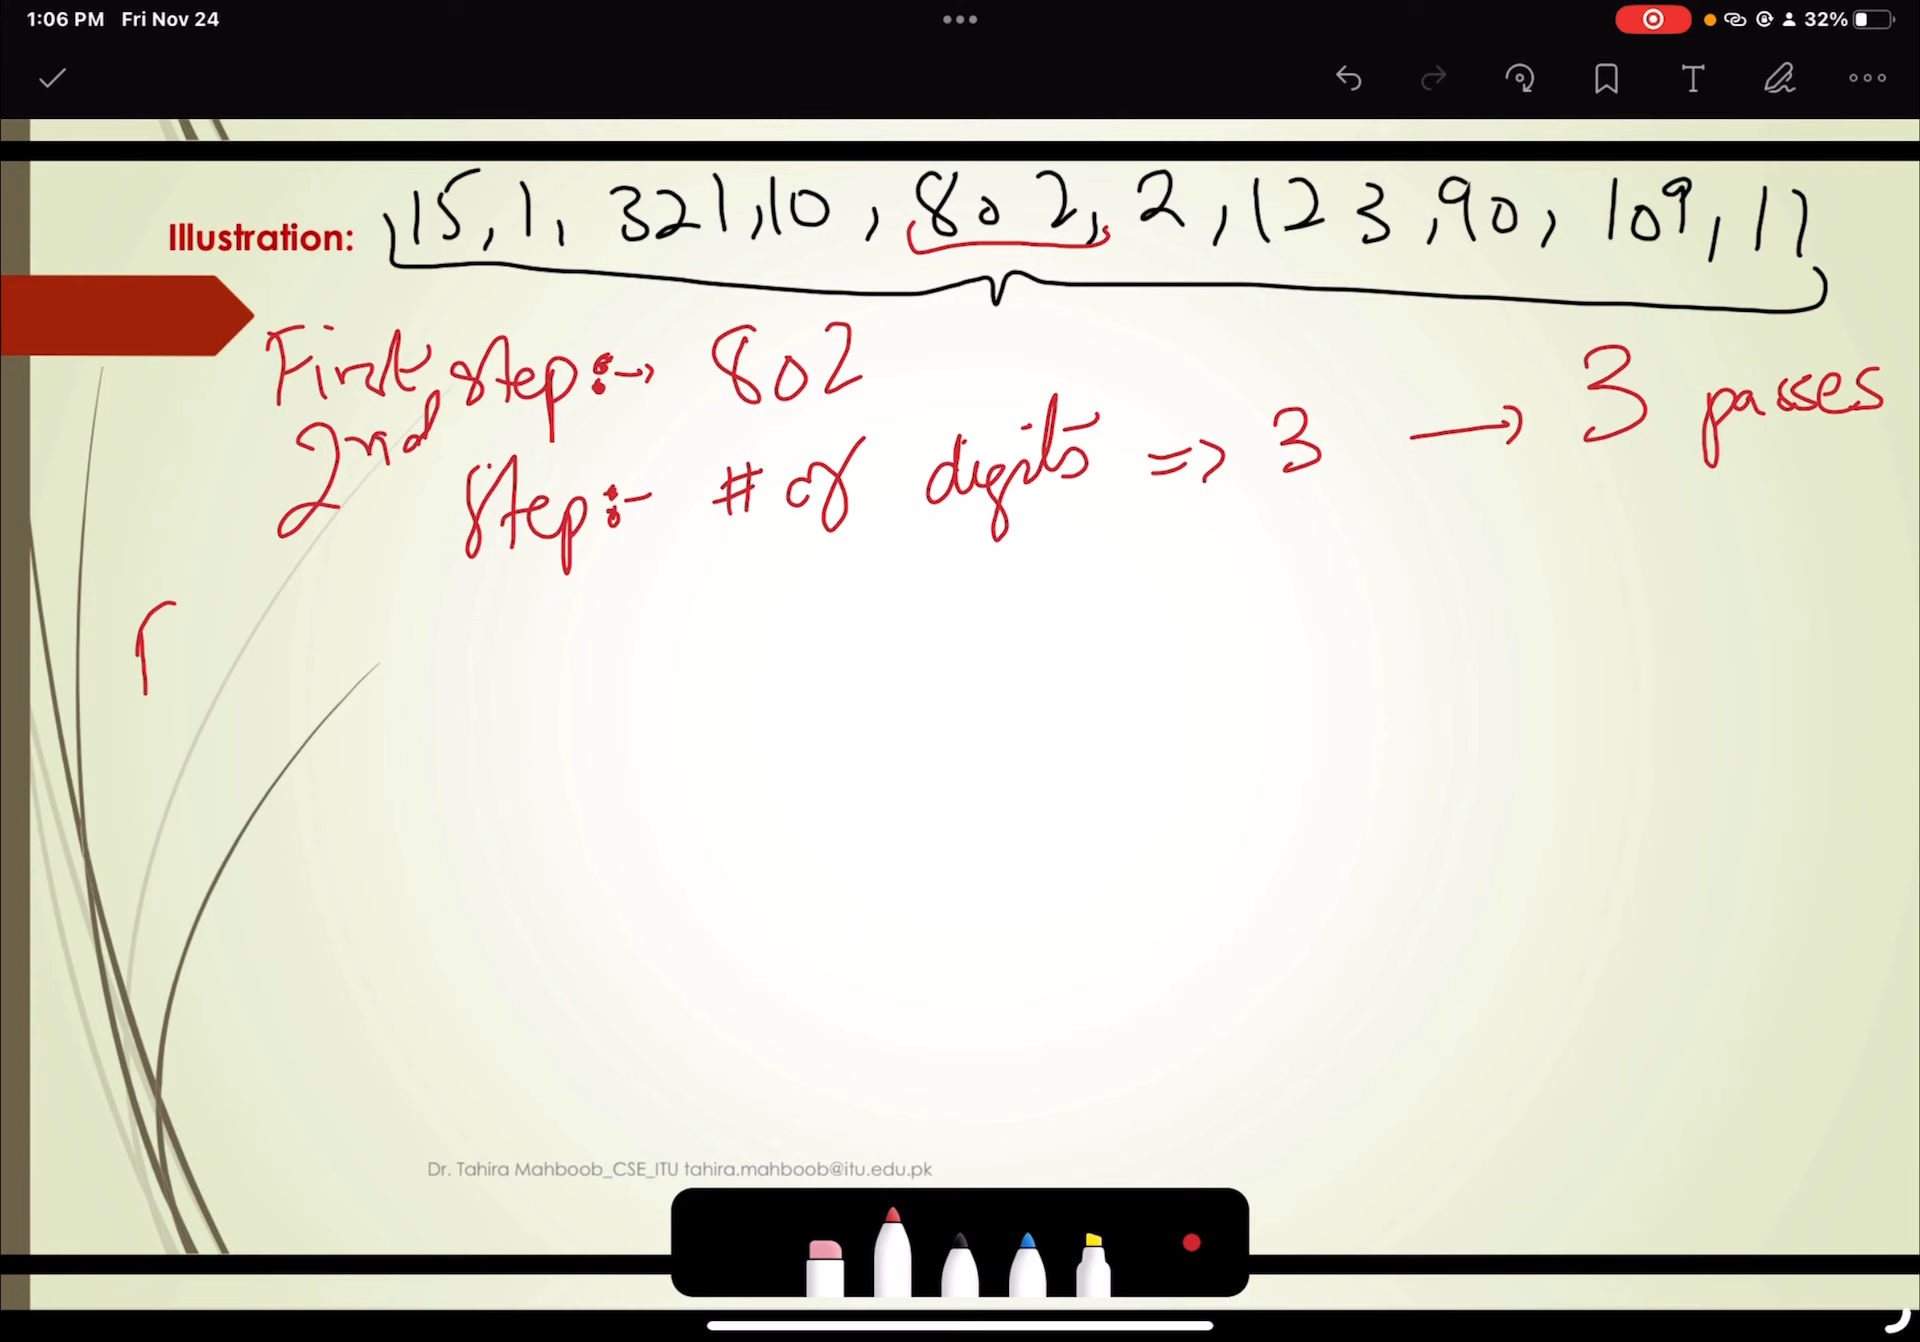 1:06 PM Fri Nov 24
32%
Illustration: 15, 1, 321, 10, 802, 2, 123, 90, 109, 11
First step:→ 802
2nd step:- # of digits => 3 → 3 passes
Dr. Tahira Mahboob_CSE_ITU tahira.mahboob@itu.edu.pk